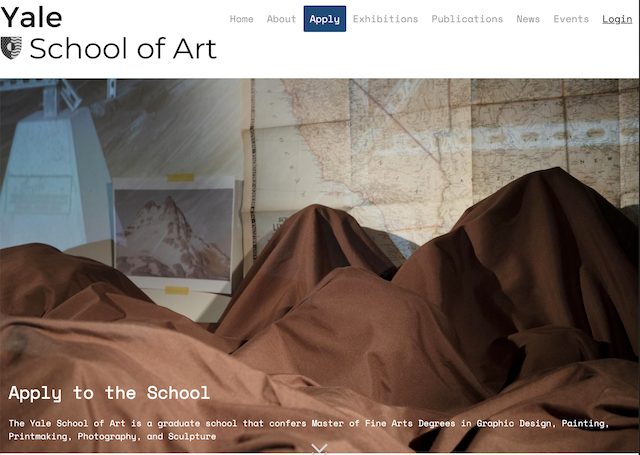 Yale
School of Art
Home About Apply Exhibitions Publications News Events Login
Apply to the School
The Yale School of Art is a graduate school that confers Master of Fine Arts Degrees in Graphic Design, Painting,
Printmaking, Photography, and Sculpture